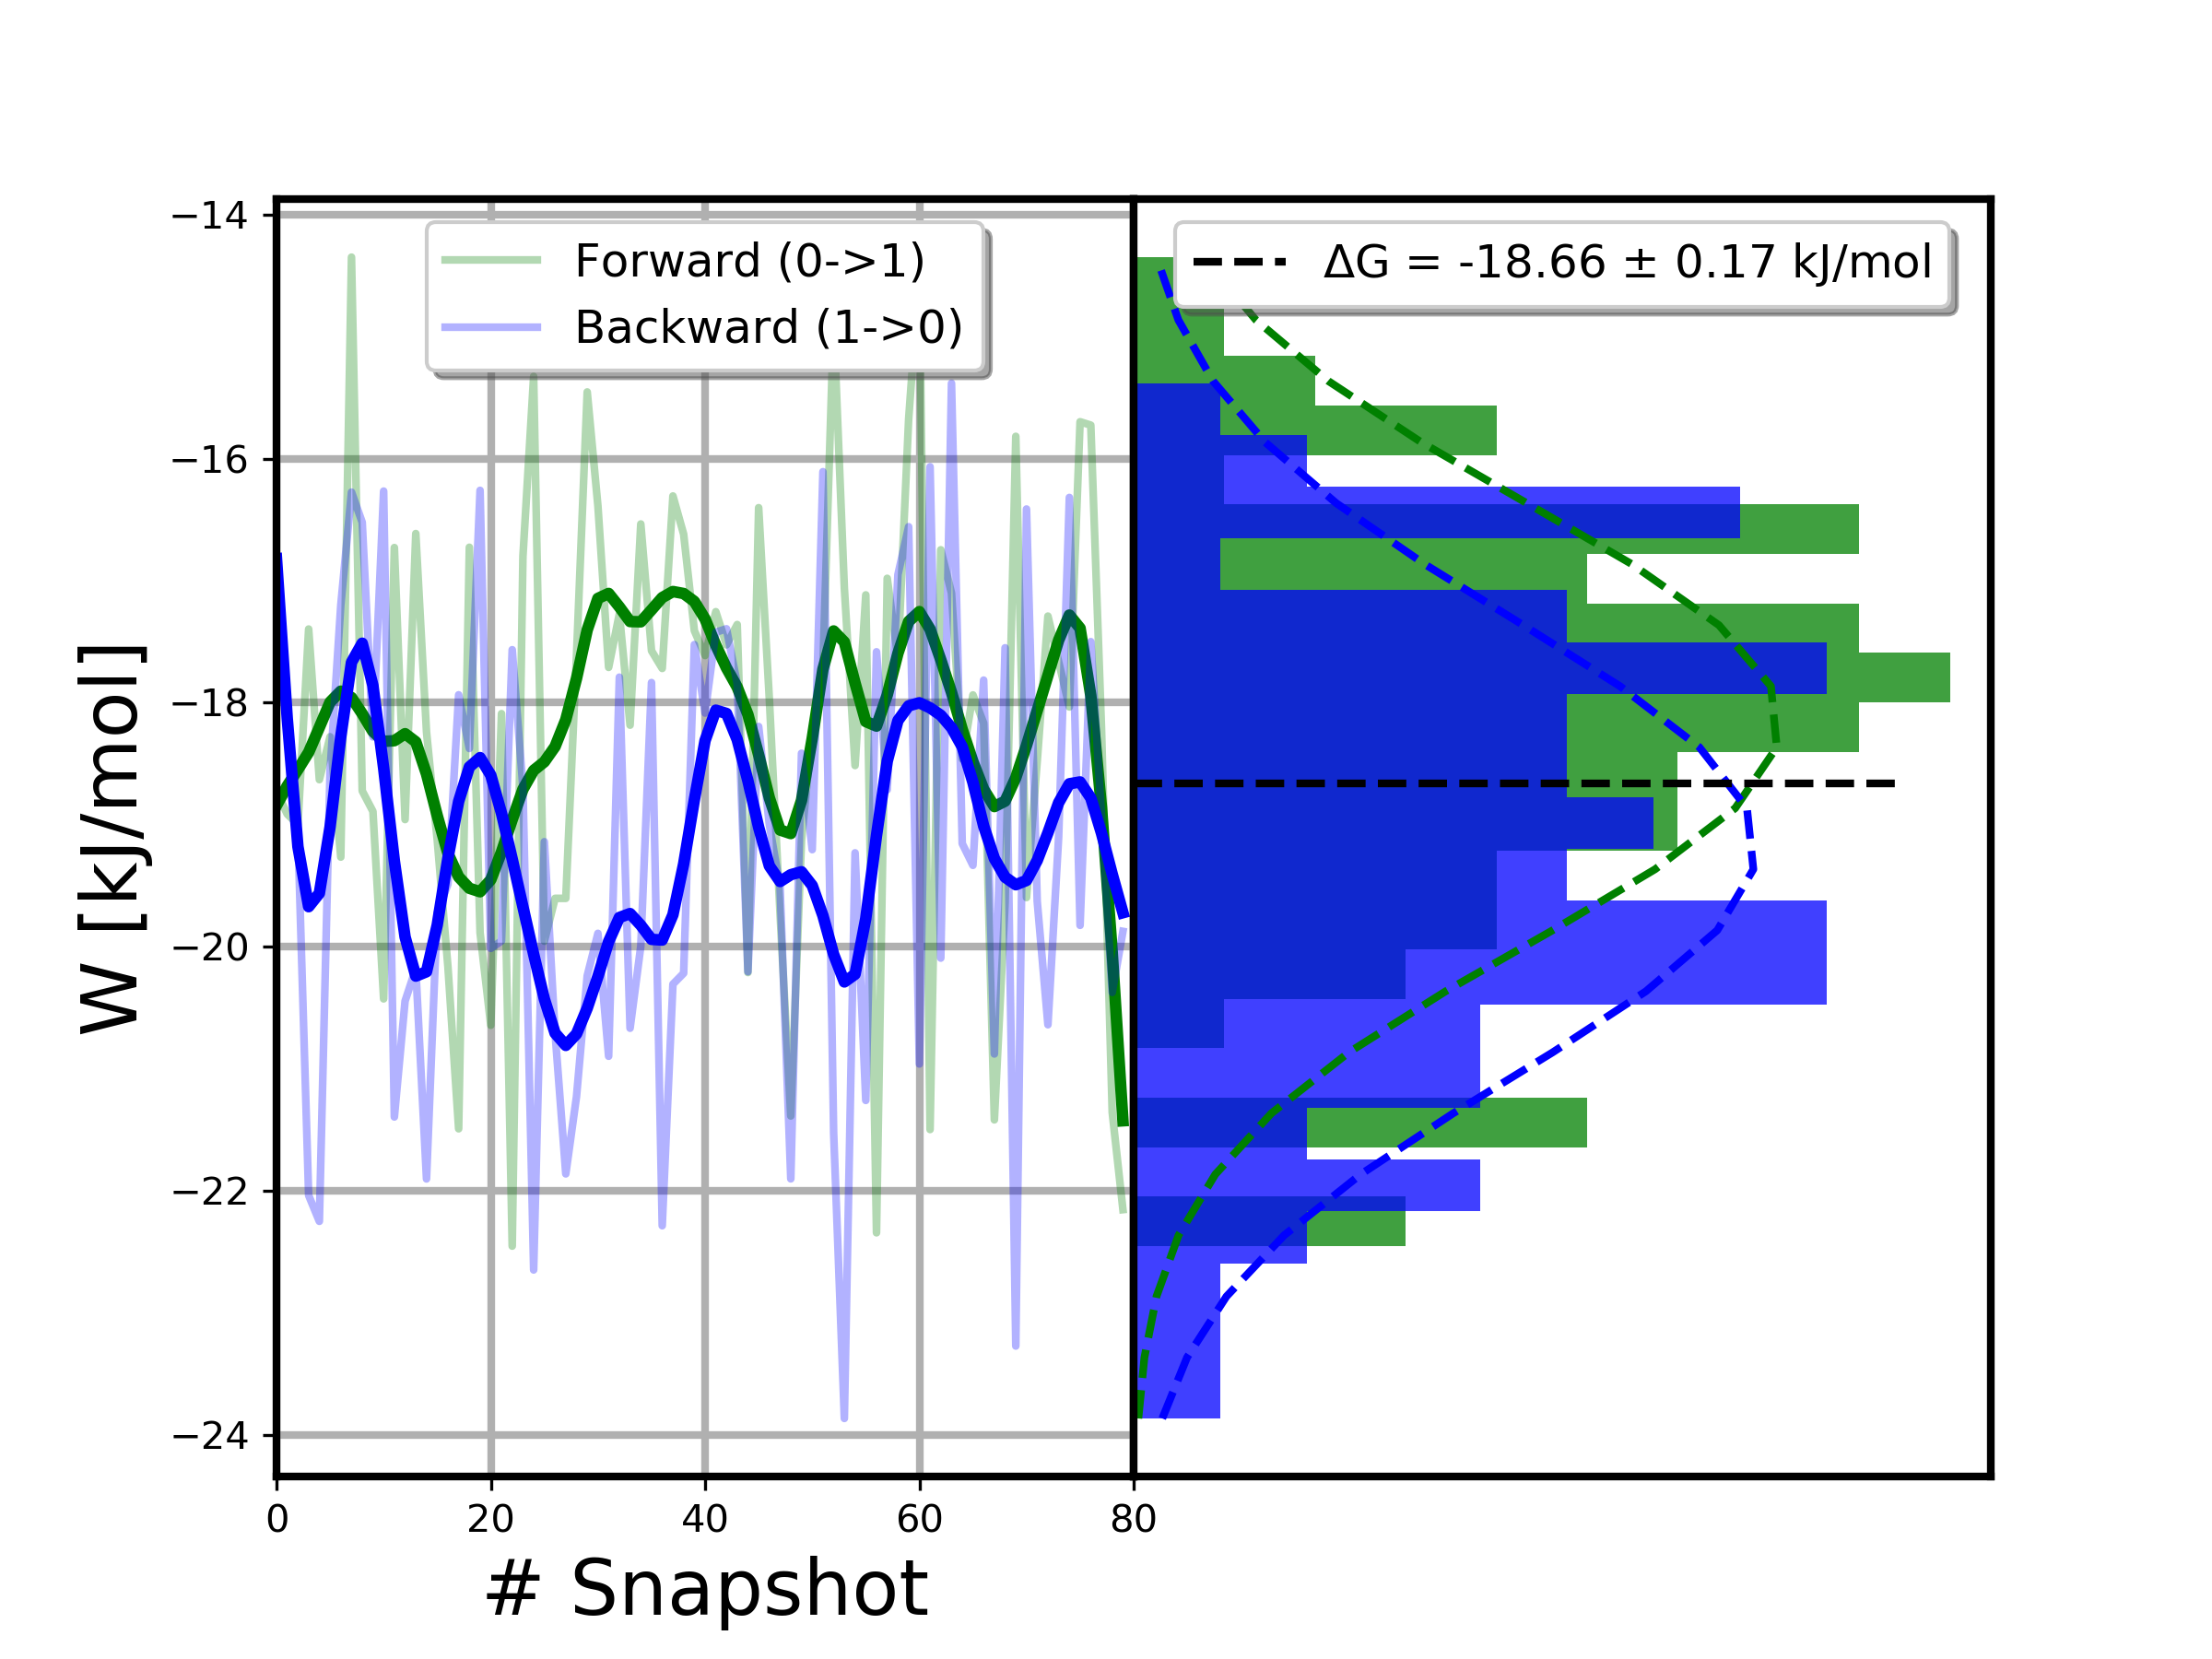 Forward (0->1)
Backward (1->0)
ΔG = -18.66 ± 0.17 kJ/mol
W [kJ/mol]
−14
−16
−18
−20
−22
−24
0 20 40 60 80
# Snapshot